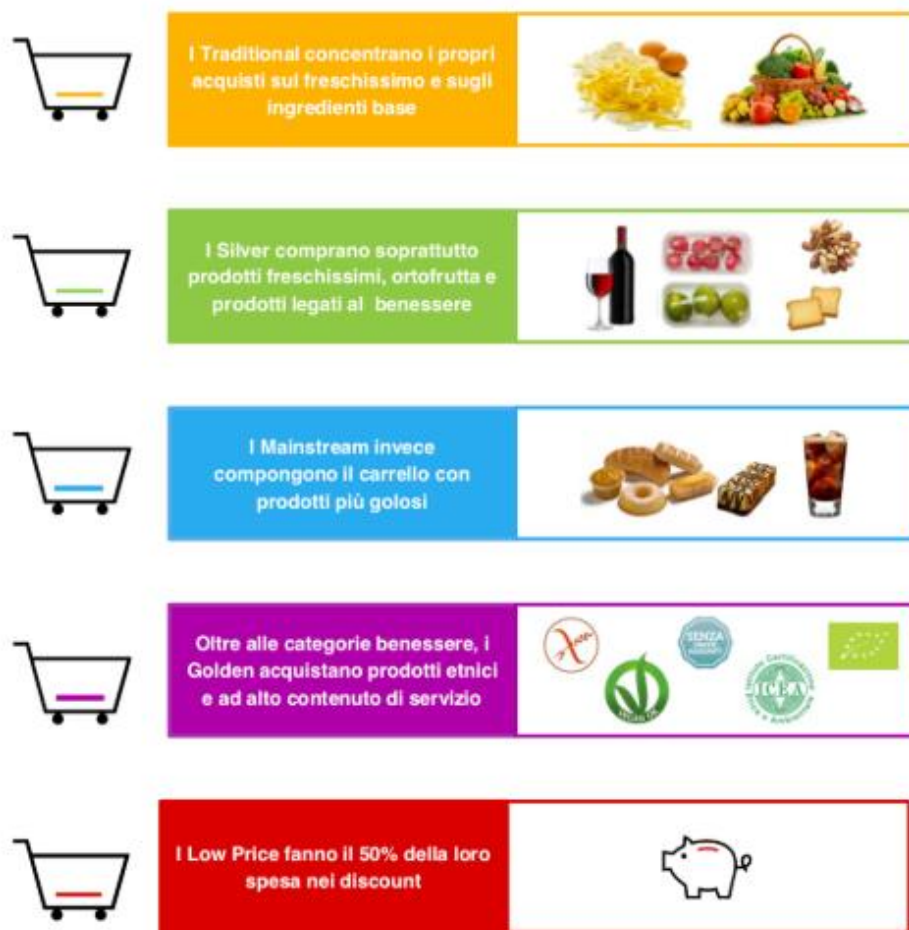 I Traditional concentrano i propri
acquisti sul freschissimo e sugli
ingredienti base
I Silver comprano soprattutto
prodotti freschissimi, ortofrutta e
prodotti legati al benessere
I Mainstream invece
compongono il carrello con
prodotti più golosi
Oltre alle categorie benessere, i
Golden acquistano prodotti etnici
e ad alto contenuto di servizio
SENZA
VEGAN OK
ICEA
I Low Price fanno il 50% della loro
spesa nei discount